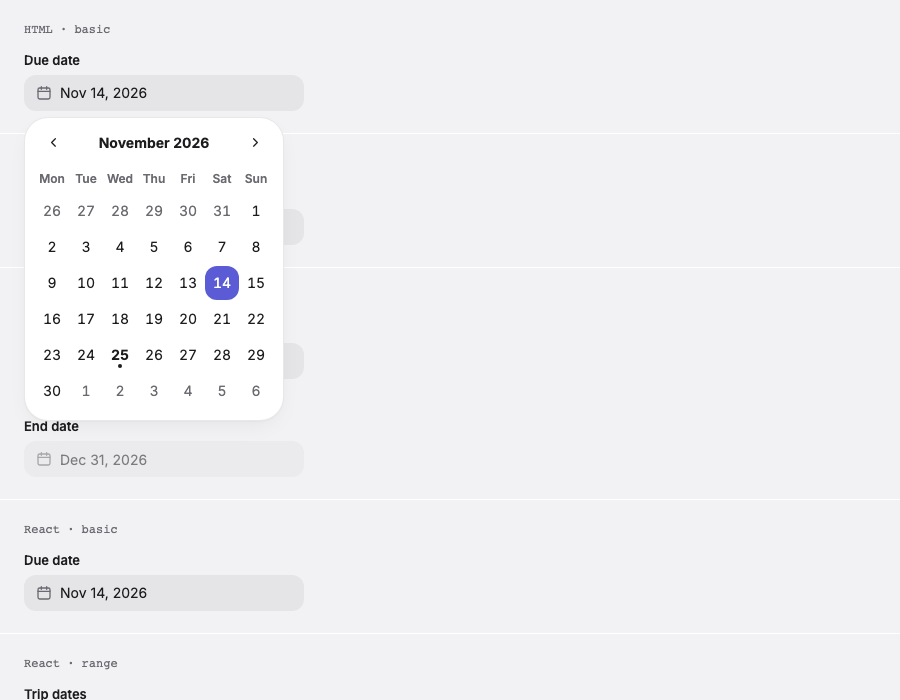 HTML · basic
Due date
Nov 14, 2026
November 2026
Mon Tue Wed Thu Fri Sat Sun
26 27 28 29 30 31 1
2 3 4 5 6 7 8
9 10 11 12 13 14 15
16 17 18 19 20 21 22
23 24 25 26 27 28 29
30 1 2 3 4 5 6
End date
Dec 31, 2026
React · basic
Due date
Nov 14, 2026
React · range
Trip dates